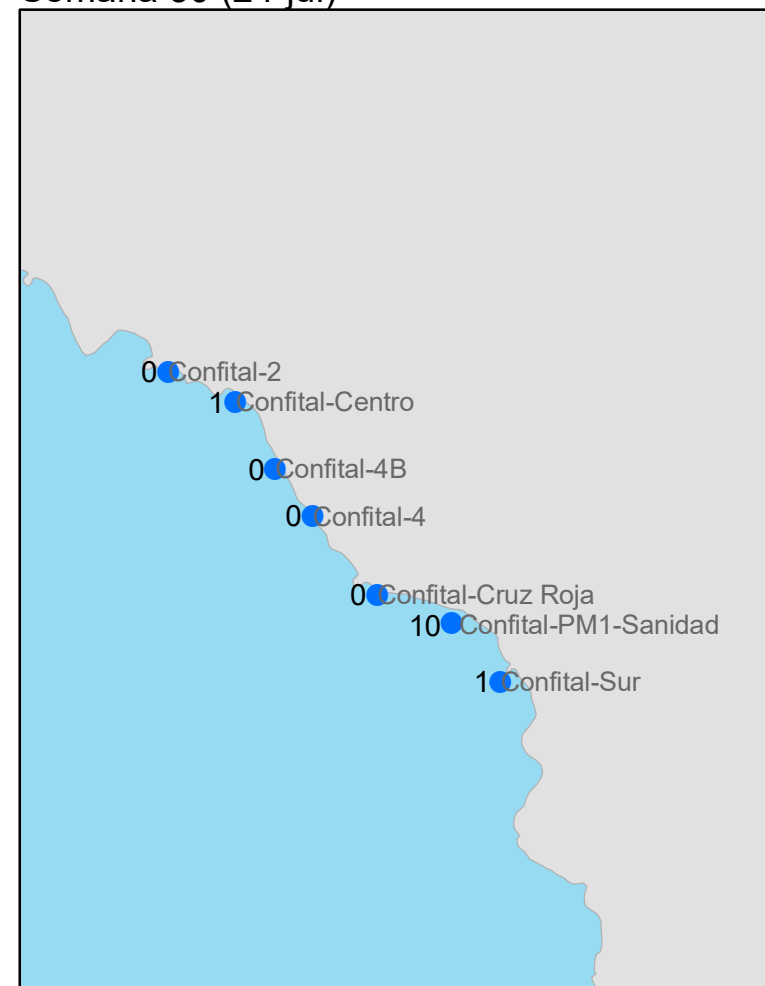 0 Confital-2
1 Confital-Centro
0 Confital-4B
0 Confital-4
0 Confital-Cruz Roja
10 Confital-PM1-Sanidad
1 Confital-Sur